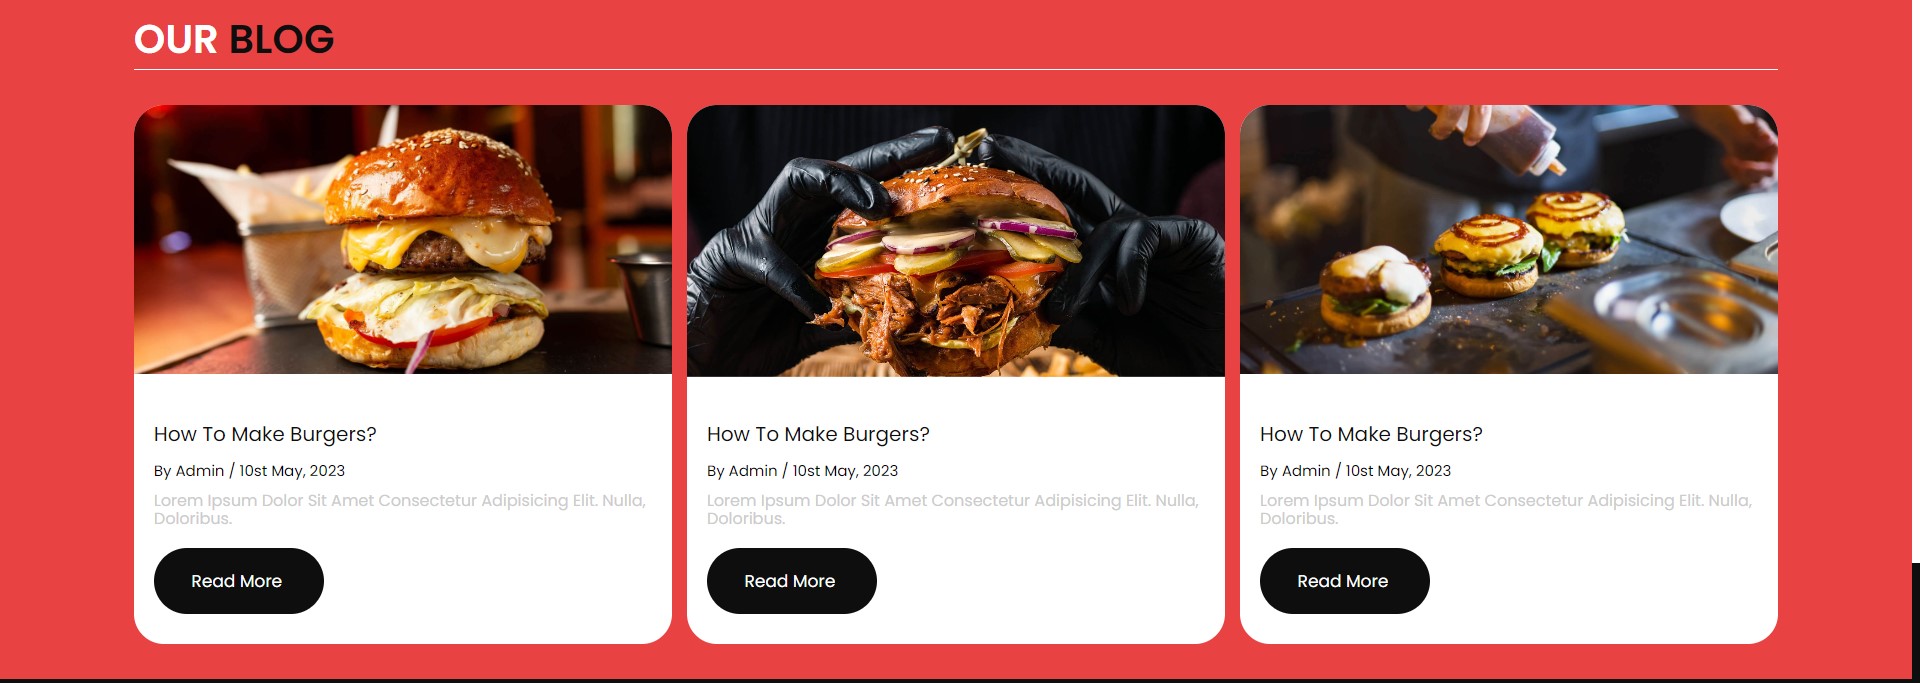 OUR BLOG
How To Make Burgers?
By Admin / 10st May, 2023
Lorem Ipsum Dolor Sit Amet Consectetur Adipisicing Elit. Nulla,
Doloribus.
Read More
How To Make Burgers?
By Admin / 10st May, 2023
Lorem Ipsum Dolor Sit Amet Consectetur Adipisicing Elit. Nulla,
Doloribus.
Read More
How To Make Burgers?
By Admin / 10st May, 2023
Lorem Ipsum Dolor Sit Amet Consectetur Adipisicing Elit. Nulla,
Doloribus.
Read More